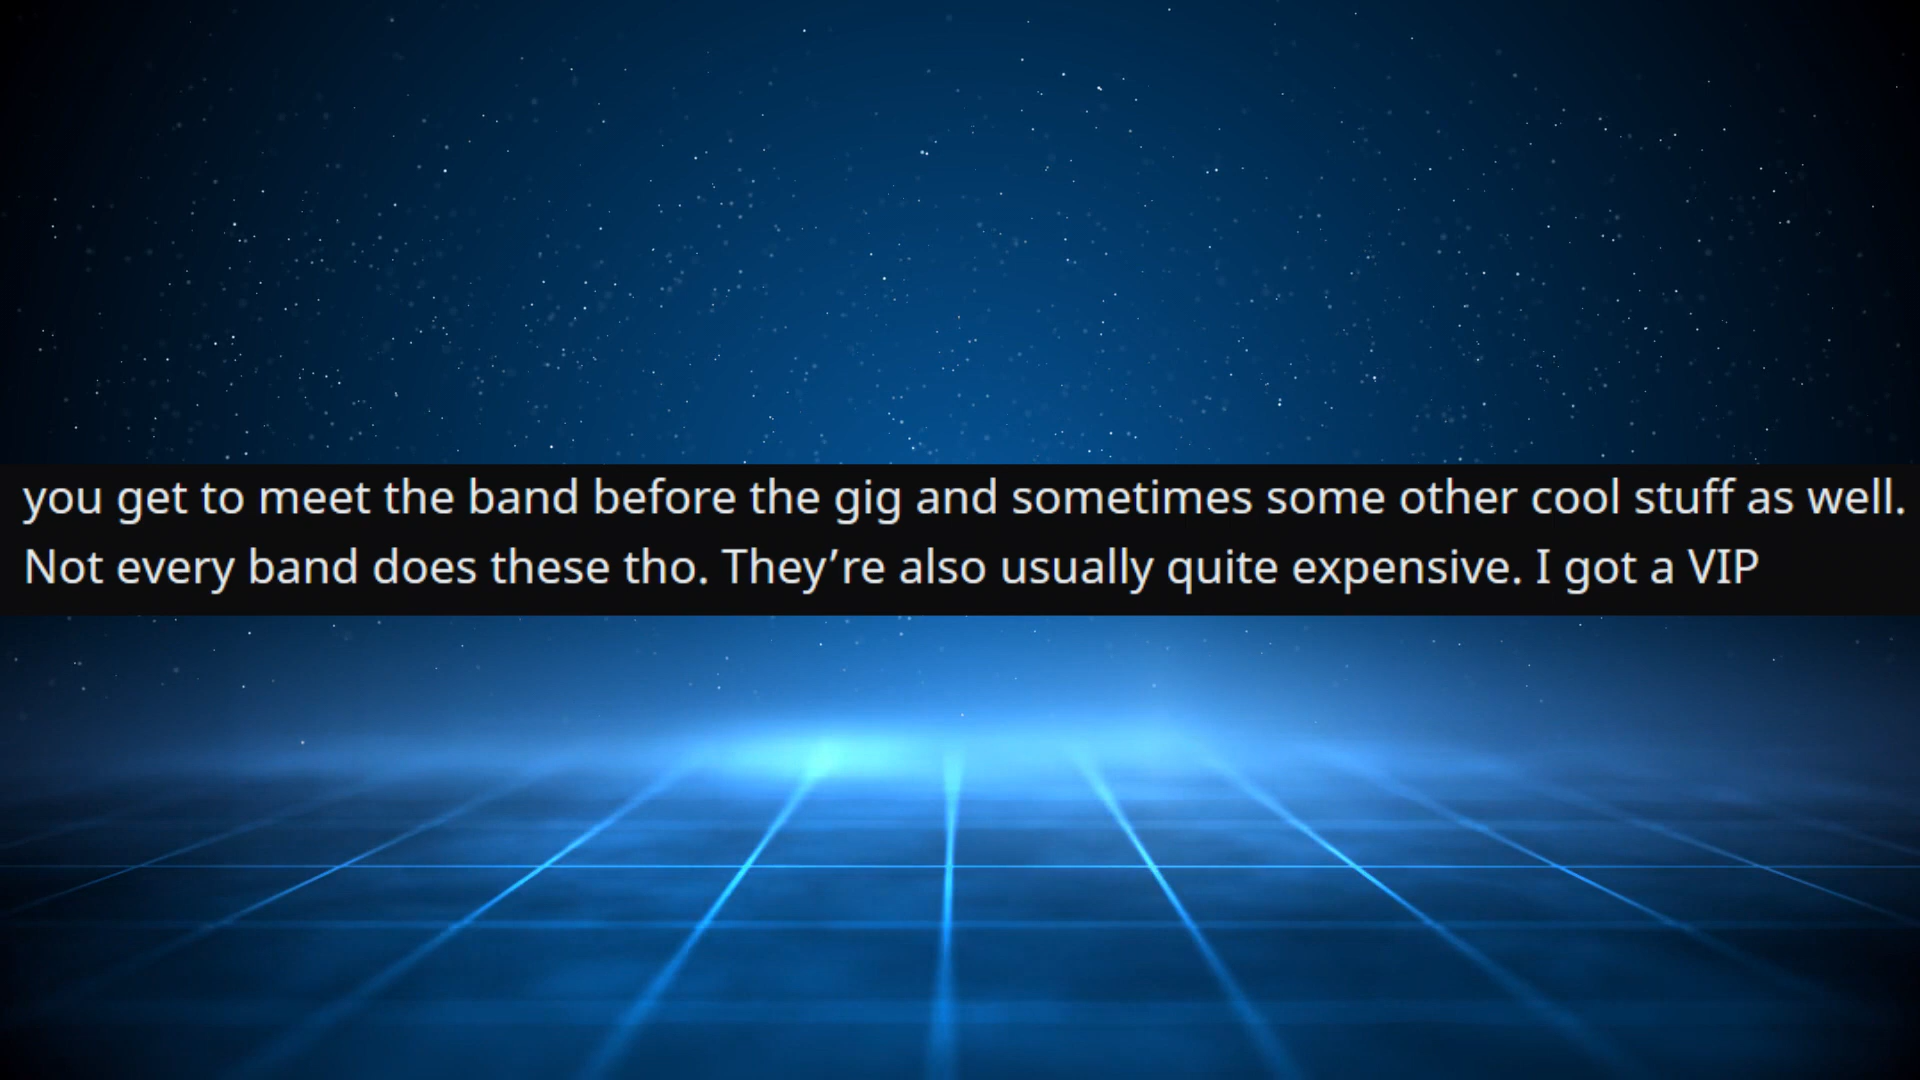 you get to meet the band before the gig and sometimes some other cool stuff as well.
Not every band does these tho. They’re also usually quite expensive. I got a VIP